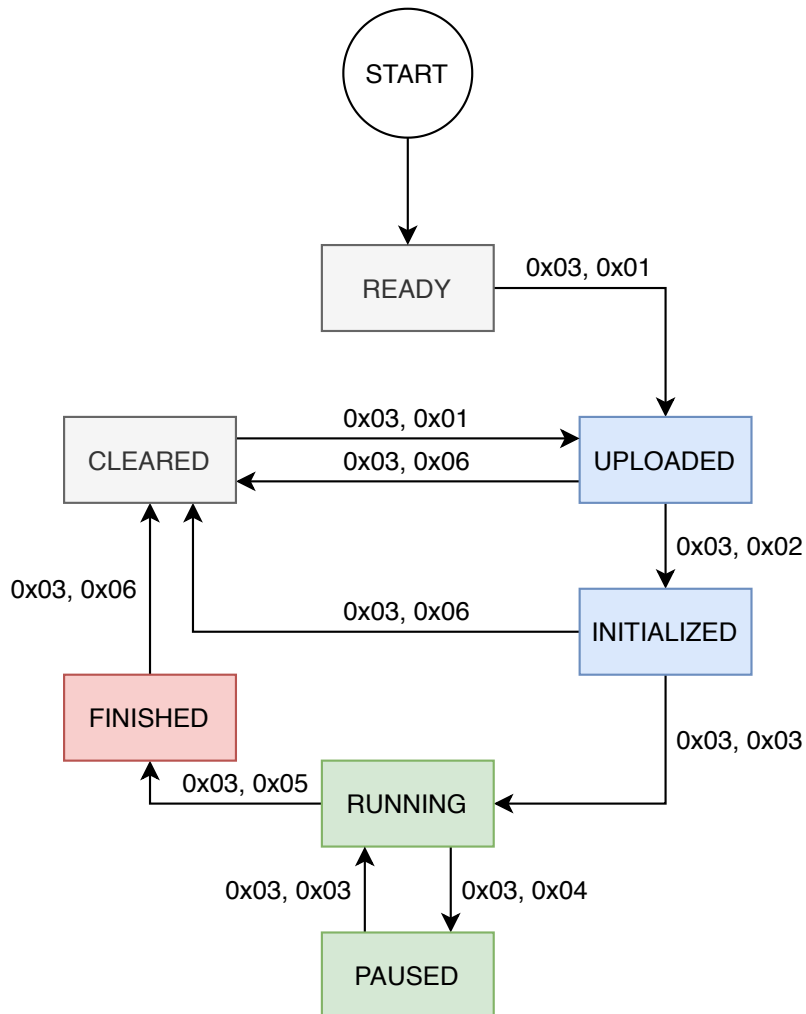 START
READY
0x03, 0x01
CLEARED
0x03, 0x01
0x03, 0x06
UPLOADED
0x03, 0x02
0x03, 0x06
0x03, 0x06
INITIALIZED
FINISHED
0x03, 0x03
0x03, 0x05
RUNNING
0x03, 0x03
0x03, 0x04
PAUSED